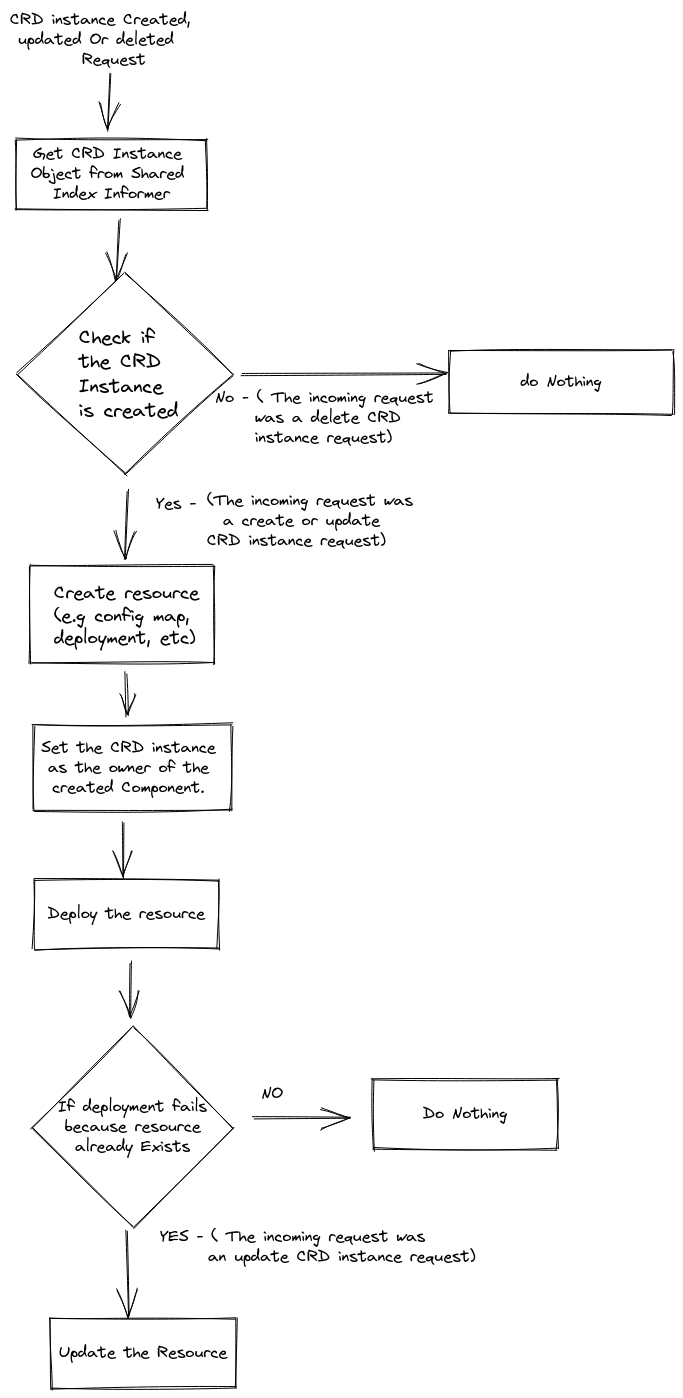 CRD instance Created,
updated Or deleted
Request
Get CRD Instance
Object from Shared
Index Informer
Check if
the CRD
Instance
is created
No - ( The incoming request
was a delete CRD
instance request)
do Nothing
Yes - (The incoming request was
a create or update
CRD instance request)
Create resource
(e.g config map,
deployment, etc)
Set the CRD instance
as the owner of the
created Component.
Deploy the resource
If deployment fails
because resource
already Exists
NO
Do Nothing
YES - ( The incoming request was
an update CRD instance request)
Update the Resource